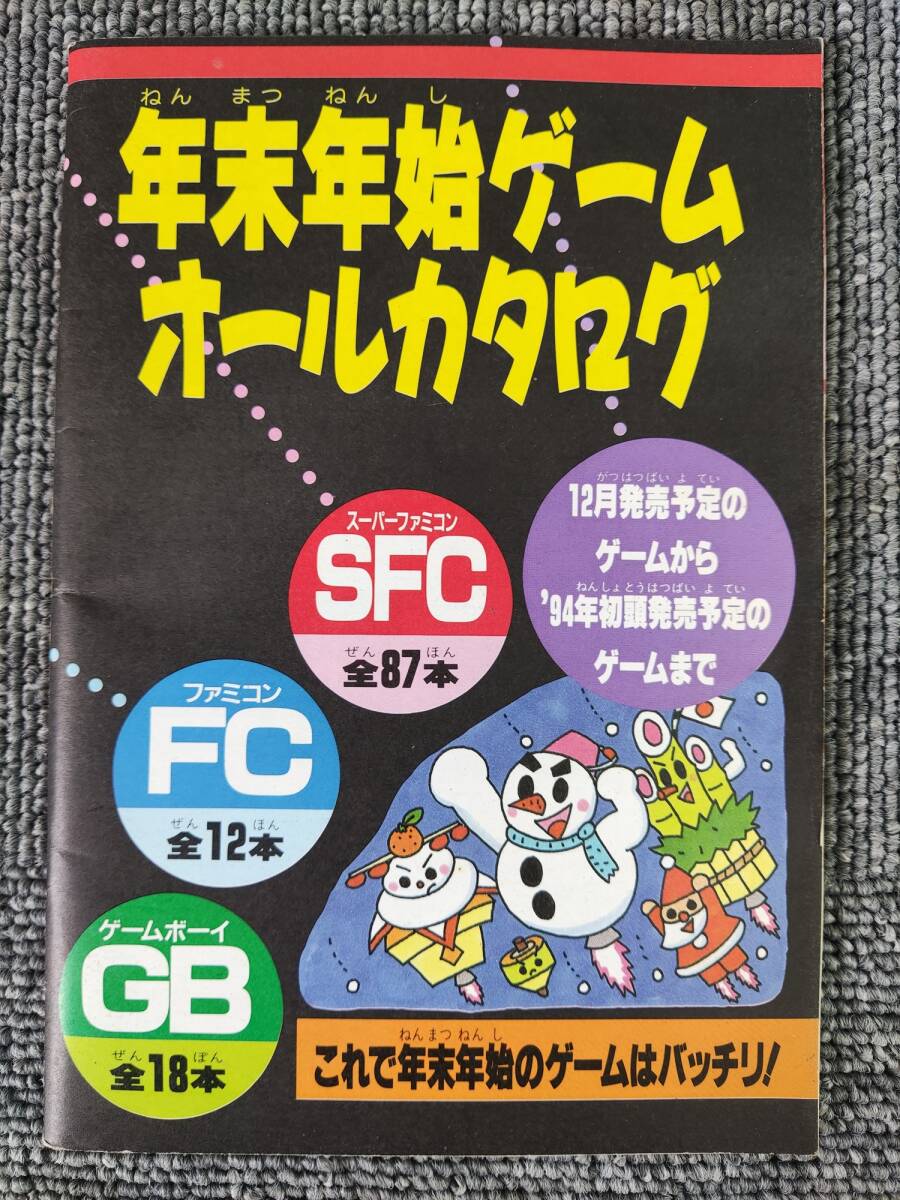 ねん まつ ねん し
年末年始ゲーム
オールカタログ
スーパーファミコン
SFC
ぜん ほん
全87本
がつはつばい よ てい
12月発売予定の
ゲームから
ねんしょとうはつばい よ てい
'94年初頭発売予定の
ゲームまで
ファミコン
FC
ぜん ほん
全12本
ゲームボーイ
GB
ぜん ぽん
全18本
ねんまつ ねん し
これで年末年始のゲームはバッチリ!